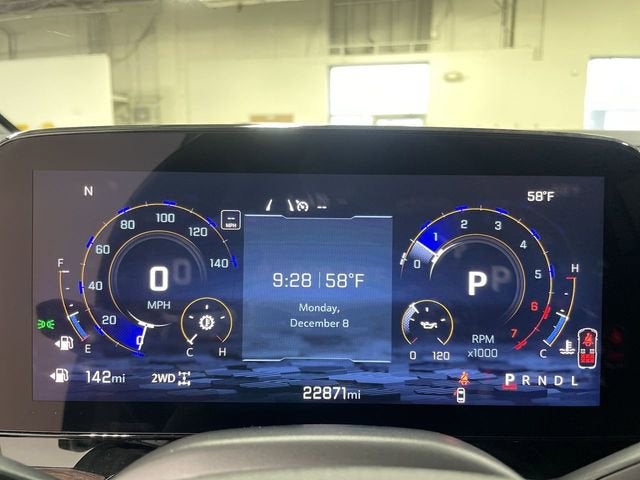 N
58°F
80
100
120
140
60
40
20
0
0
MPH
-- MPH
--
F
E
C
H
9:28 | 58°F
Monday,
December 8
0
1
2
3
4
5
6
7
P
RPM
x1000
0
120
H
C
142mi
2WD
22871mi
P R N D L